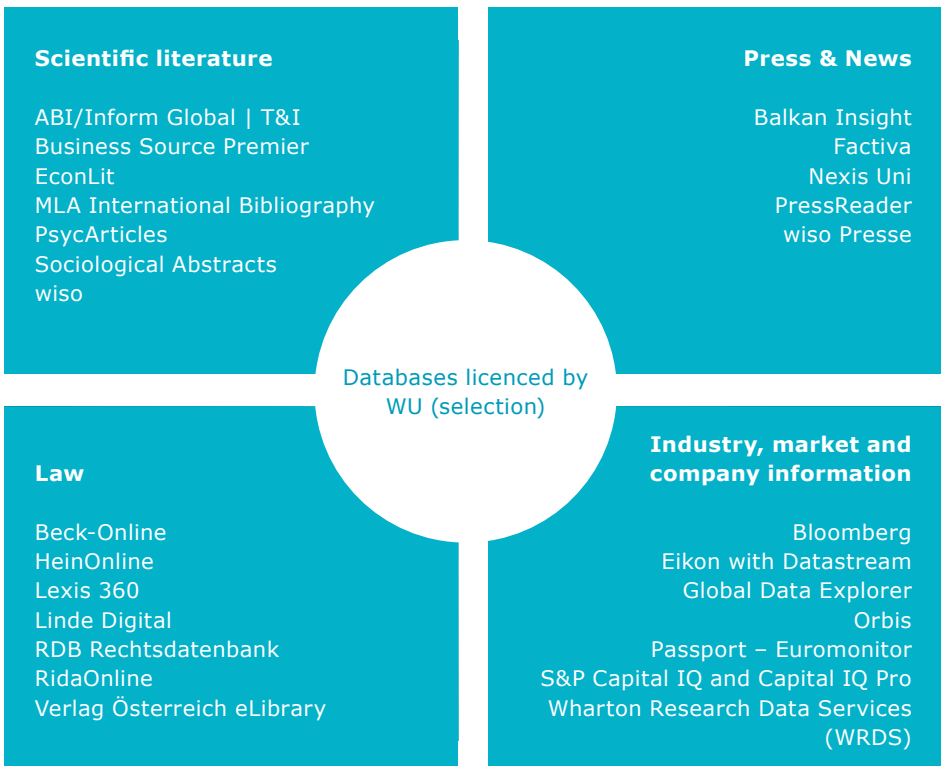 Scientific literature
ABI/Inform Global | T&I
Business Source Premier
EconLit
MLA International Bibliography
PsycArticles
Sociological Abstracts
wiso
Press & News
Balkan Insight
Factiva
Nexis Uni
PressReader
wiso Presse
Databases licenced by
WU (selection)
Law
Beck-Online
HeinOnline
Lexis 360
Linde Digital
RDB Rechtsdatenbank
RidaOnline
Verlag Österreich eLibrary
Industry, market and
company information
Bloomberg
Eikon with Datastream
Global Data Explorer
Orbis
Passport – Euromonitor
S&P Capital IQ and Capital IQ Pro
Wharton Research Data Services
(WRDS)